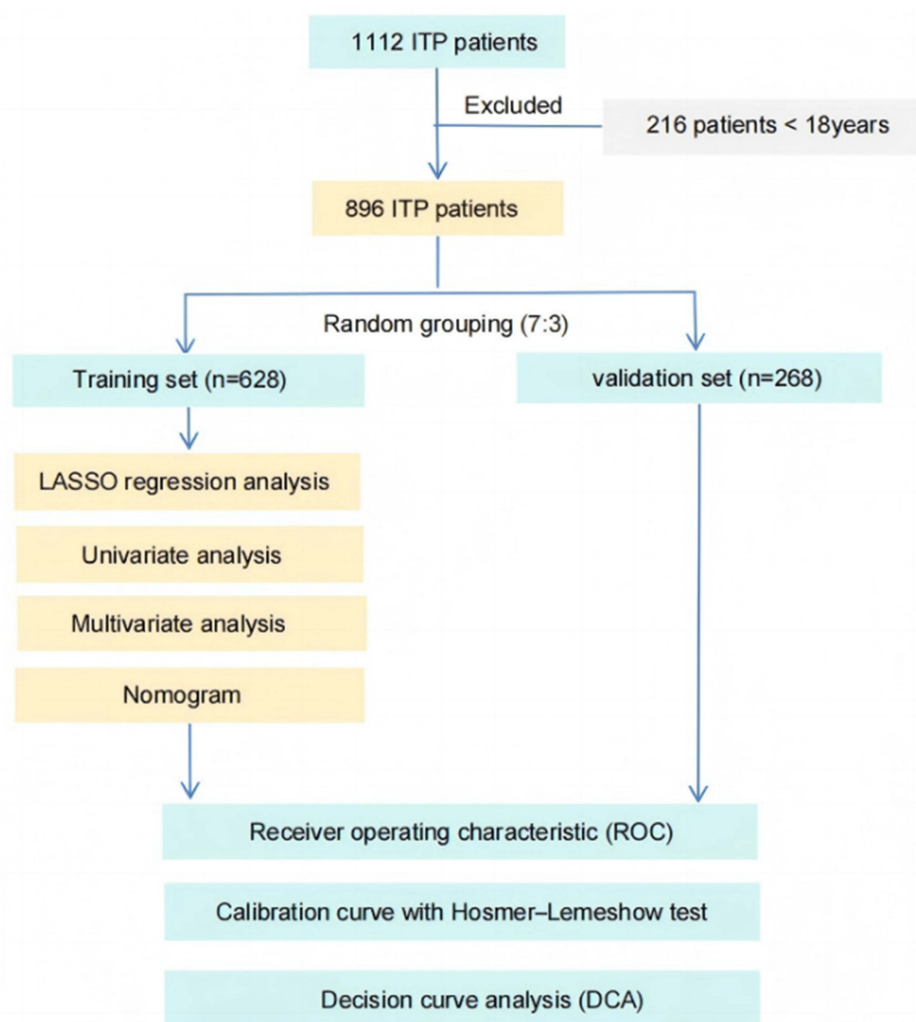 1112 ITP patients
Excluded
216 patients < 18years
896 ITP patients
Random grouping (7:3)
Training set (n=628)
validation set (n=268)
LASSO regression analysis
Univariate analysis
Multivariate analysis
Nomogram
Receiver operating characteristic (ROC)
Calibration curve with Hosmer–Lemeshow test
Decision curve analysis (DCA)